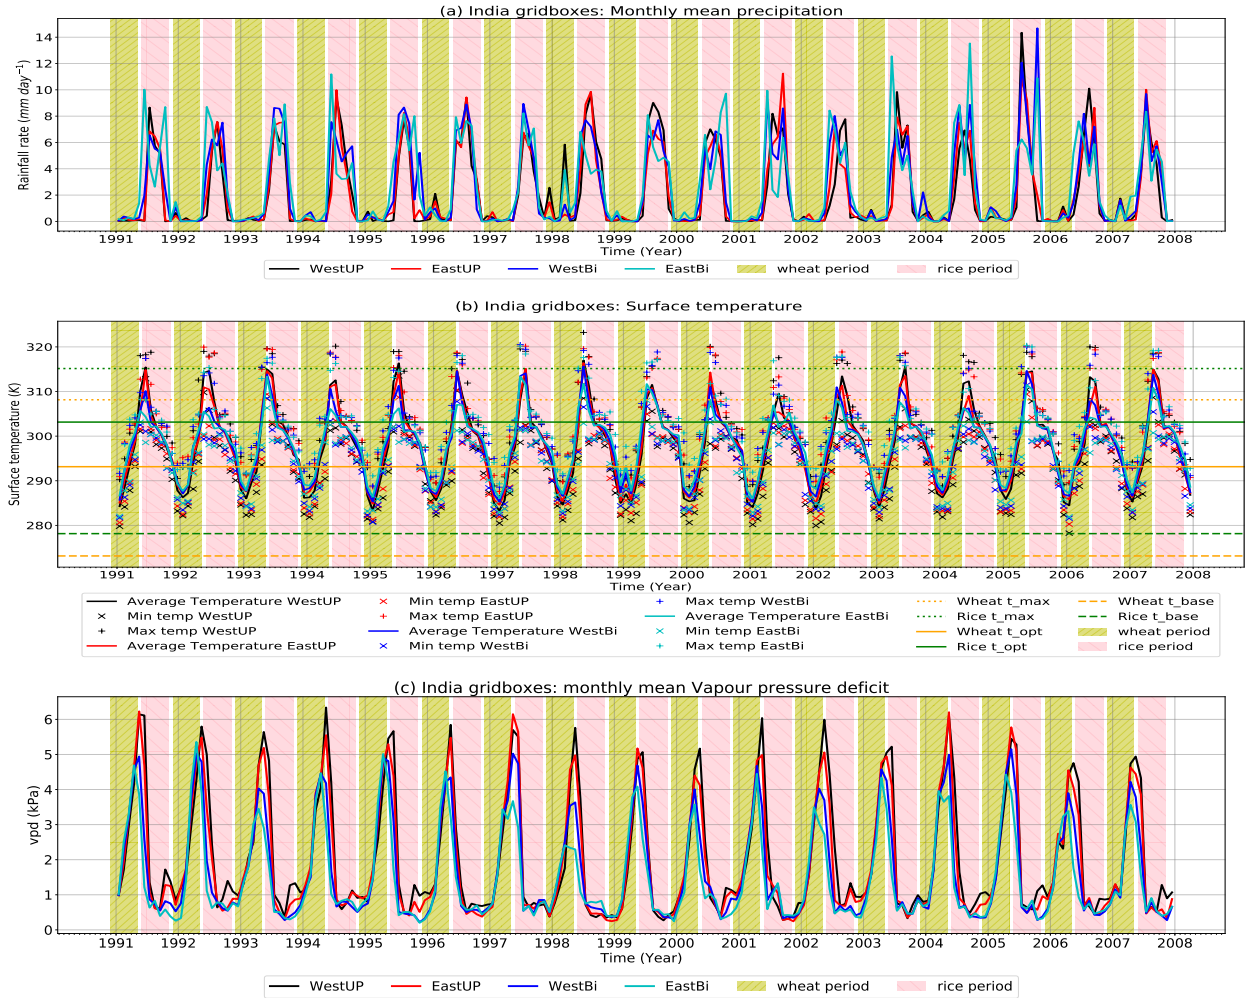 (a) India gridboxes: Monthly mean precipitation
Rainfall rate (mm day⁻¹)
14
12
10
8
6
4
2
0
1991 1992 1993 1994 1995 1996 1997 1998 1999 2000 2001 2002 2003 2004 2005 2006 2007 2008
Time (Year)
WestUP EastUP WestBi EastBi wheat period rice period
(b) India gridboxes: Surface temperature
Surface temperature (K)
320
310
300
290
280
1991 1992 1993 1994 1995 1996 1997 1998 1999 2000 2001 2002 2003 2004 2005 2006 2007 2008
Time (Year)
Average Temperature WestUP Min temp EastUP Max temp WestBi Wheat t_max Wheat t_base
Min temp WestUP Max temp EastUP Average Temperature EastBi Rice t_max Rice t_base
Max temp WestUP Average Temperature WestBi Min temp EastBi Wheat t_opt wheat period
Average Temperature EastUP Min temp WestBi Max temp EastBi Rice t_opt rice period
(c) India gridboxes: monthly mean Vapour pressure deficit
vpd (kPa)
6
5
4
3
2
1
0
1991 1992 1993 1994 1995 1996 1997 1998 1999 2000 2001 2002 2003 2004 2005 2006 2007 2008
Time (Year)
WestUP EastUP WestBi EastBi wheat period rice period